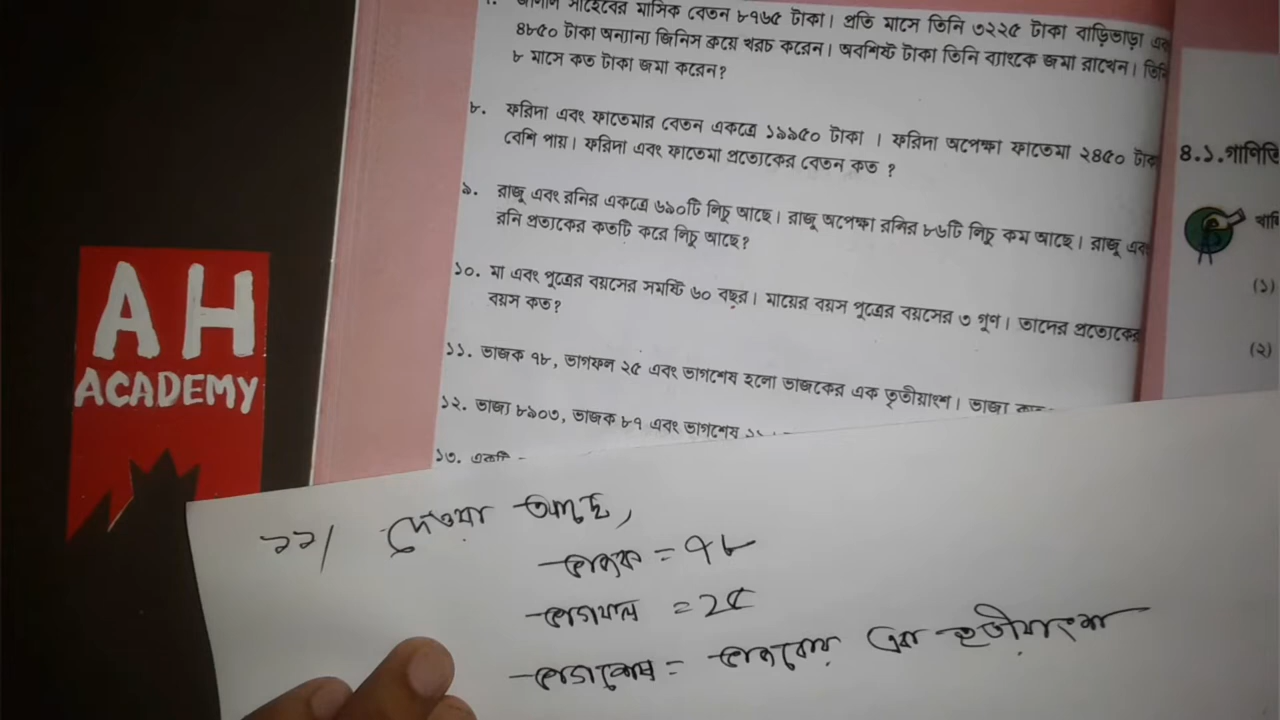 জামাল সাহেবের মাসিক বেতন ৮৭৬৫ টাকা। প্রতি মাসে তিনি ৩২২৫ টাকা বাড়িভাড়া
৪৮৫০ টাকা অন্যান্য জিনিস ক্রয়ে খরচ করেন। অবশিষ্ট টাকা তিনি ব্যাংকে জমা রাখেন। তিনি
৮ মাসে কত টাকা জমা করেন?
৮. ফরিদা এবং ফাতেমার বেতন একত্রে ১৯৯৫০ টাকা । ফরিদা অপেক্ষা ফাতেমা ২৪৫০ টাকা
বেশি পায়। ফরিদা এবং ফাতেমা প্রত্যেকের বেতন কত ?
৯. রাজু এবং রনির একত্রে ৬৯০টি লিচু আছে। রাজু অপেক্ষা রনির ৮৬টি লিচু কম আছে। রাজু এবং
রনি প্রত্যেকের কতটি করে লিচু আছে?
১০. মা এবং পুত্রের বয়সের সমষ্টি ৬০ বছর। মায়ের বয়স পুত্রের বয়সের ৩ গুণ। তাদের প্রত্যেকের
বয়স কত?
১১. ভাজক ৭৮, ভাগফল ২৫ এবং ভাগশেষ হলো ভাজকের এক তৃতীয়াংশ। ভাজ্য
১২. ভাজ্য ৮৯০৩, ভাজক ৮৭ এবং ভাগশেষ
১৩. একটি
৪.১.
(১)
(২)
AH
ACADEMY
১১। দেওয়া আছে,
ভাজক = ৭৮
ভাগফল = ২৫
ভাগশেষ = ভাজকের এক তৃতীয়াংশ